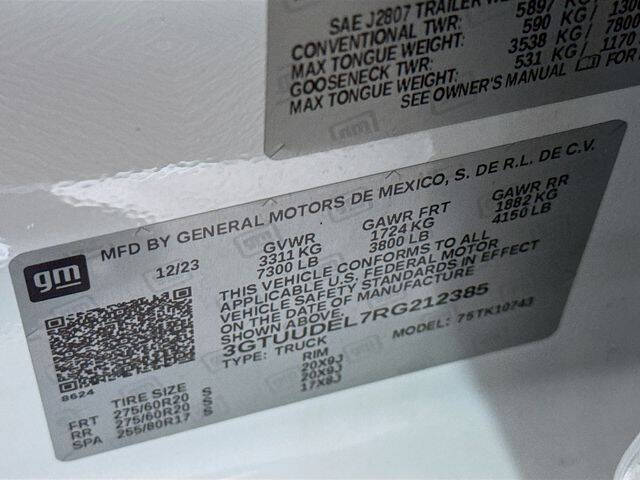 SAE J2807 TRAILER
CONVENTIONAL TWR: 5897 KG / 1300
MAX TONGUE WEIGHT: 590 KG /
GOOSENECK TWR: 3538 KG / 7800
MAX TONGUE WEIGHT: 531 KG / 1170
SEE OWNER'S MANUAL FOR
gm
MFD BY GENERAL MOTORS DE MEXICO, S. DE R.L. DE C.V.
12/23 GVWR GAWR FRT GAWR RR
3311 KG 1724 KG 1882 KG
7300 LB 3800 LB 4150 LB
THIS VEHICLE CONFORMS TO ALL
APPLICABLE U.S. FEDERAL MOTOR
VEHICLE SAFETY STANDARDS IN EFFECT
ON THE DATE OF MANUFACTURE
SHOWN ABOVE.
3GTUUDEL7RG212385
TYPE: TRUCK MODEL: 75TK10743
8624
TIRE SIZE RIM
FRT 275/60R20 S 20X9J
RR 275/60R20 S 20X9J
SPA 255/80R17 S 17X8J